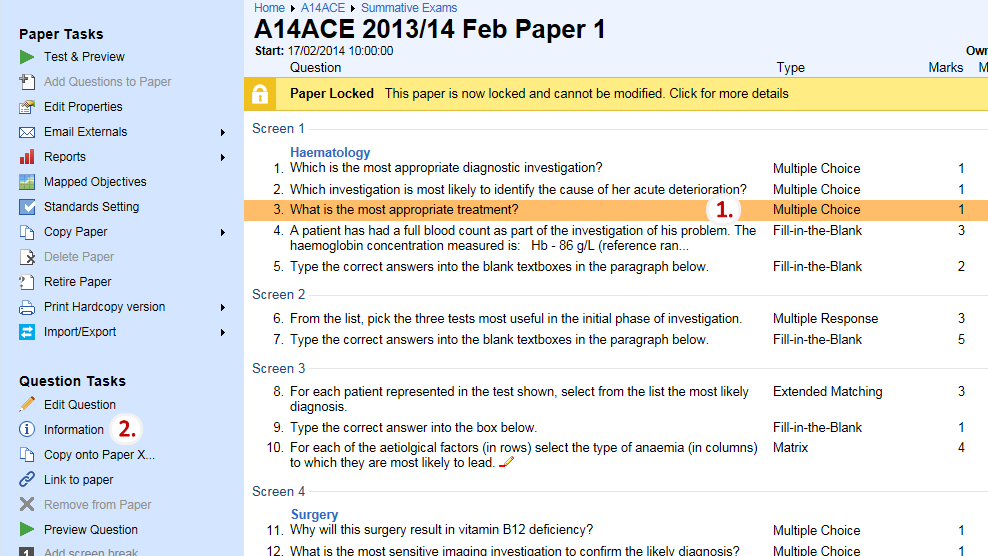 Home ▸ A14ACE ▸ Summative Exams
A14ACE 2013/14 Feb Paper 1
Start: 17/02/2014 10:00:00
Own
Question Type Marks M
Paper Locked This paper is now locked and cannot be modified. Click for more details
Paper Tasks
Test & Preview
Add Questions to Paper
Edit Properties
Email Externals
Reports
Mapped Objectives
Standards Setting
Copy Paper
Delete Paper
Retire Paper
Print Hardcopy version
Import/Export
Question Tasks
Edit Question
Information 2.
Copy onto Paper X...
Link to paper
Remove from Paper
Preview Question
Add screen break
Screen 1
Haematology
1. Which is the most appropriate diagnostic investigation? Multiple Choice 1
2. Which investigation is most likely to identify the cause of her acute deterioration? Multiple Choice 1
3. What is the most appropriate treatment? 1. Multiple Choice 1
4. A patient has had a full blood count as part of the investigation of his problem. The Fill-in-the-Blank 3
haemoglobin concentration measured is: Hb - 86 g/L (reference ran...
5. Type the correct answers into the blank textboxes in the paragraph below. Fill-in-the-Blank 2
Screen 2
6. From the list, pick the three tests most useful in the initial phase of investigation. Multiple Response 3
7. Type the correct answers into the blank textboxes in the paragraph below. Fill-in-the-Blank 5
Screen 3
8. For each patient represented in the test shown, select from the list the most likely Extended Matching 3
diagnosis.
9. Type the correct answer into the box below. Fill-in-the-Blank 1
10. For each of the aetiolgical factors (in rows) select the type of anaemia (in columns) Matrix 4
to which they are most likely to lead.
Screen 4
Surgery
11. Why will this surgery result in vitamin B12 deficiency? Multiple Choice 1
12. What is the most sensitive imaging investigation to confirm the likely diagnosis? Multiple Choice 1